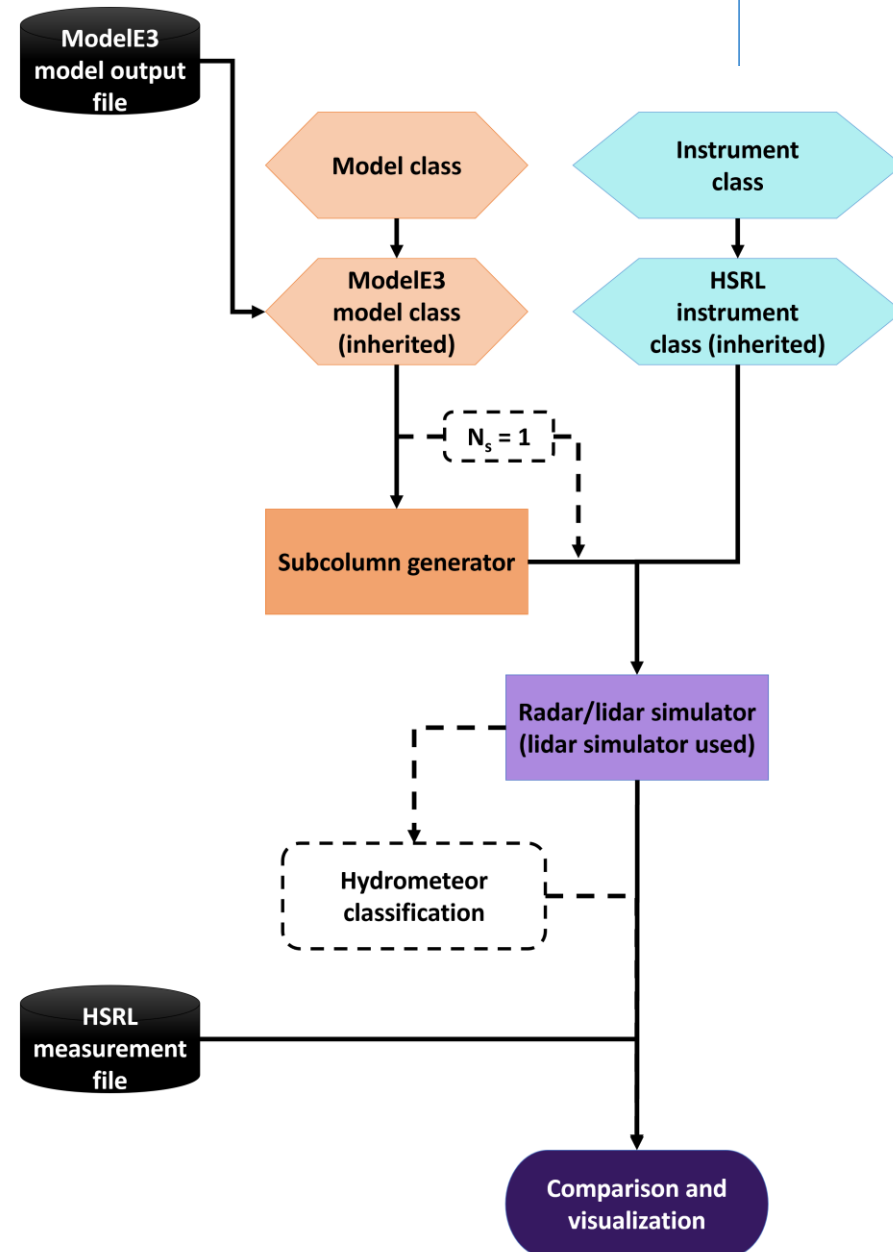 ModelE3
model output
file
Model class
Instrument
class
ModelE3
model class
(inherited)
HSRL
instrument
class (inherited)
Nₛ = 1
Subcolumn generator
Radar/lidar simulator
(lidar simulator used)
Hydrometeor
classification
HSRL
measurement
file
Comparison and
visualization